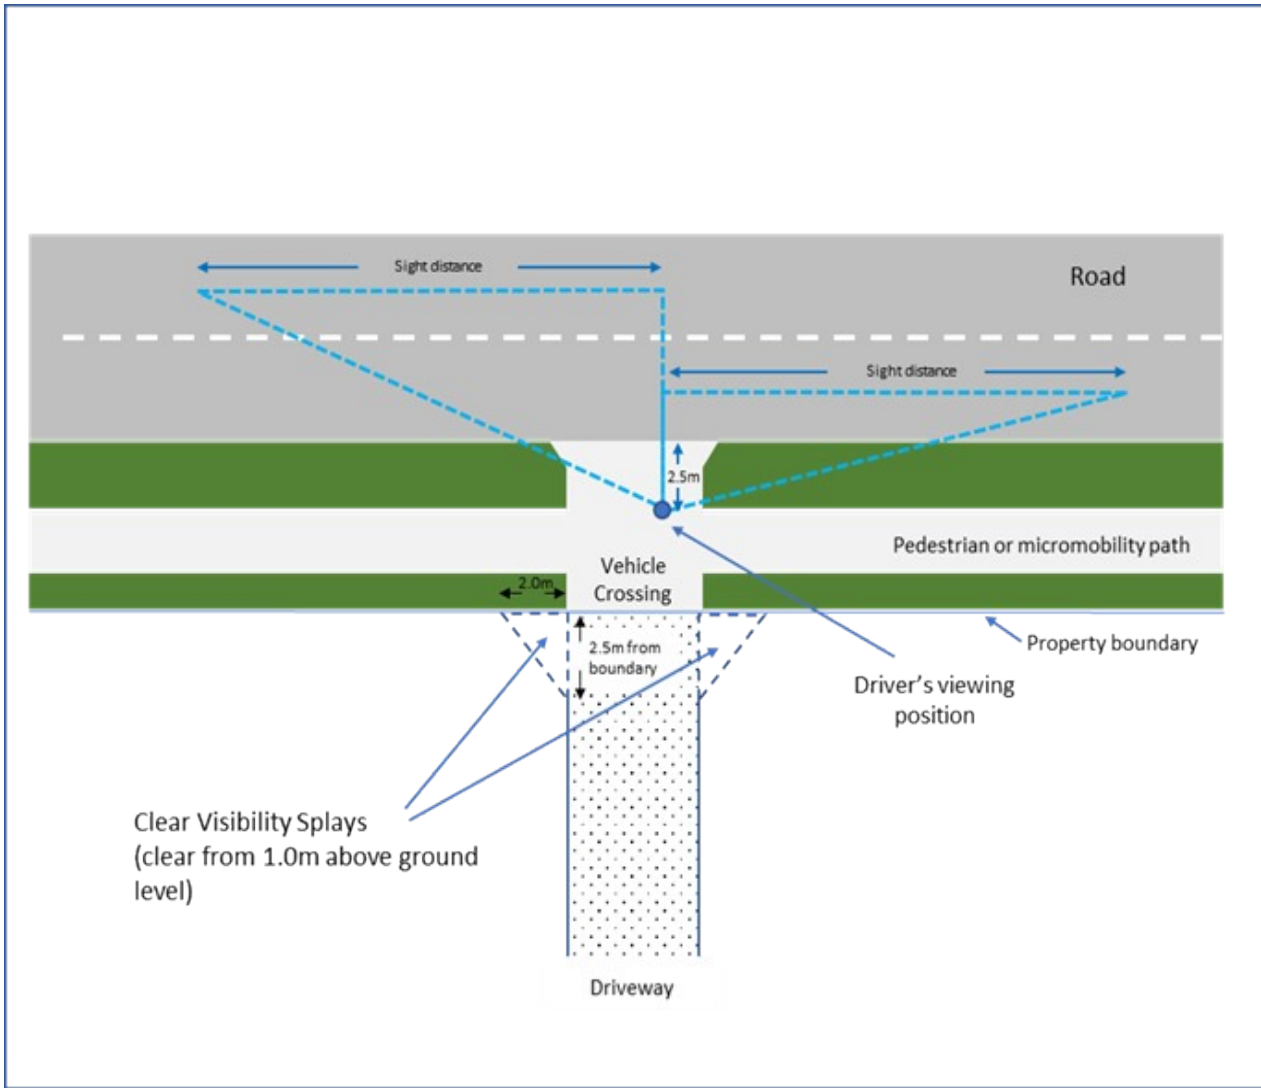 Sight distance
Road
Sight distance
2.5m
Pedestrian or micromobility path
Vehicle
Crossing
2.0m
2.5m from
boundary
Property boundary
Driver’s viewing
position
Clear Visibility Splays
(clear from 1.0m above ground
level)
Driveway